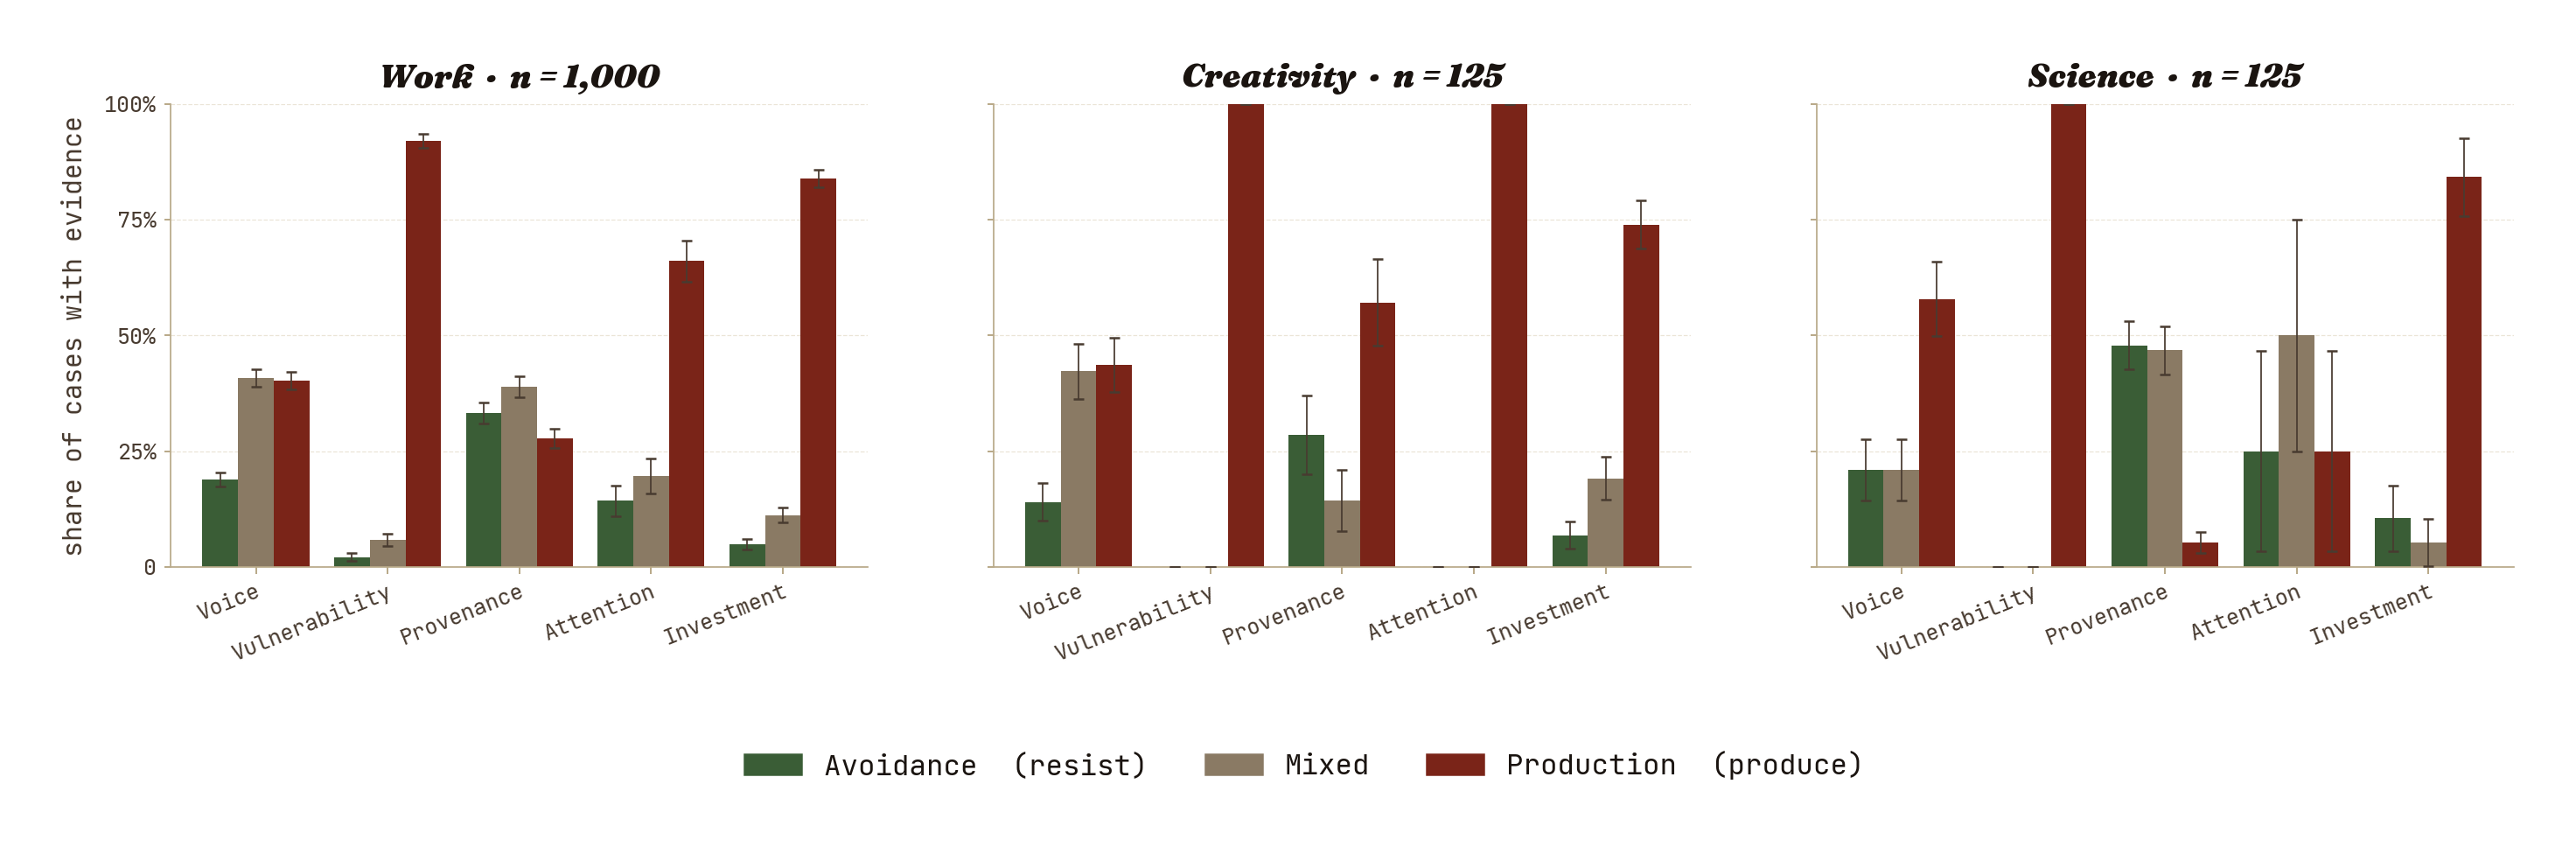 Work · n = 1,000
Creativity · n = 125
Science · n = 125
share of cases with evidence
100%
75%
50%
25%
0
Voice
Vulnerability
Provenance
Attention
Investment
Voice
Vulnerability
Provenance
Attention
Investment
Voice
Vulnerability
Provenance
Attention
Investment
Avoidance (resist)
Mixed
Production (produce)